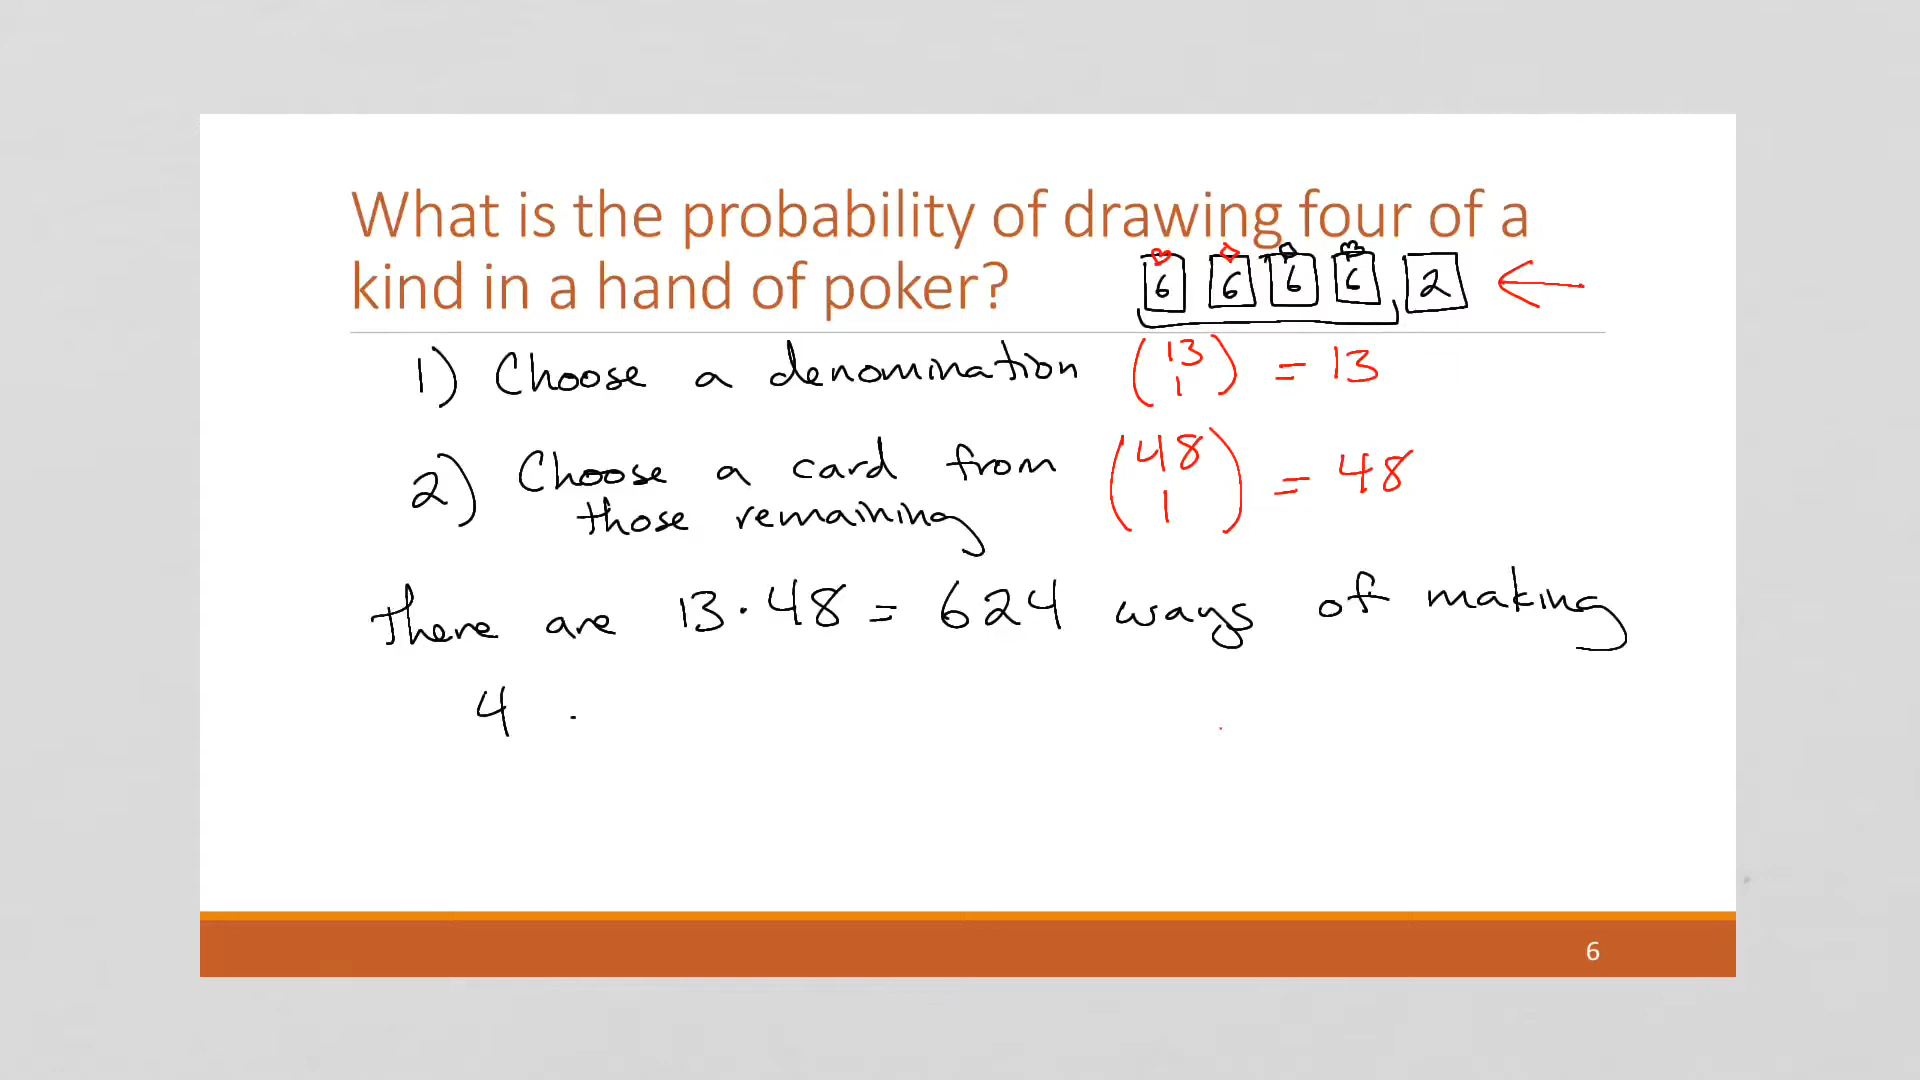 What is the probability of drawing four of a
kind in a hand of poker?
6 6 6 6 2
1) Choose a denomination (13 1) = 13
2) Choose a card from (48 1) = 48
those remaining
there are 13 · 48 = 624 ways of making
4
6